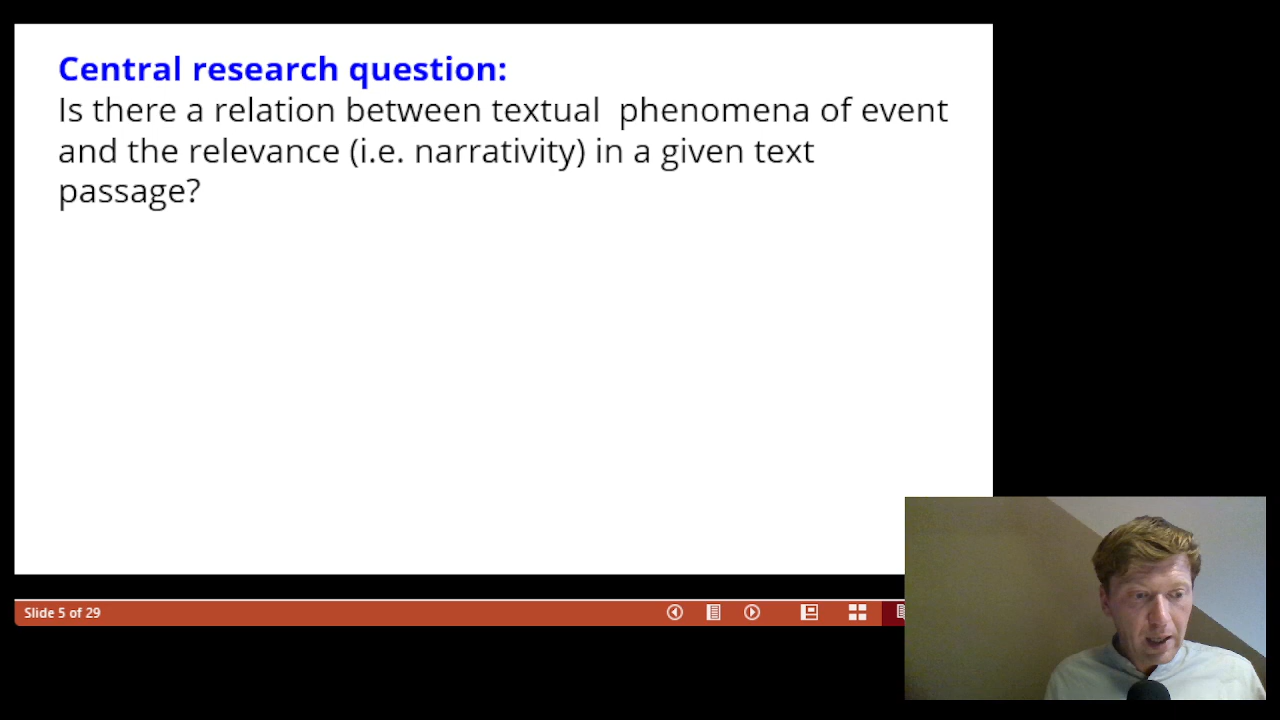 Central research question:
Is there a relation between textual  phenomena of event
and the relevance (i.e. narrativity) in a given text
passage?
Slide 5 of 29